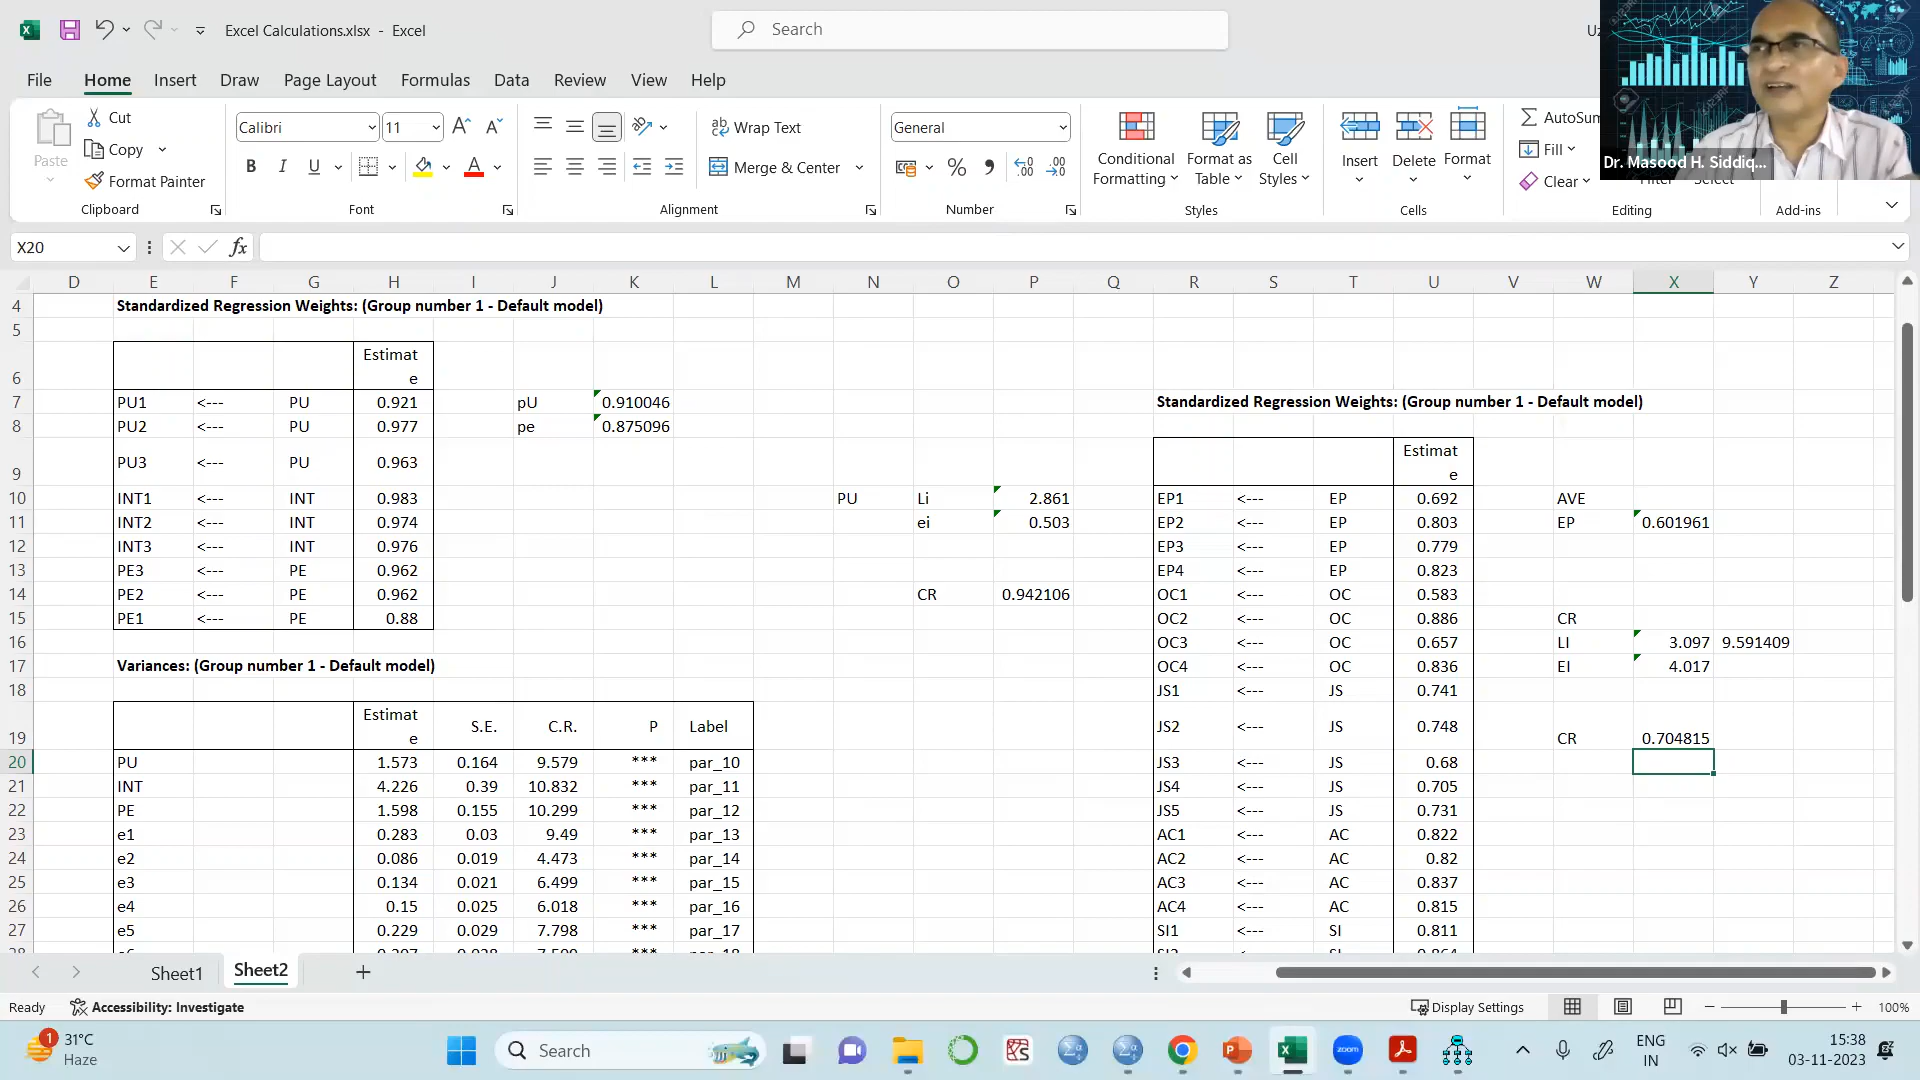 Excel Calculations.xlsx - Excel
Search
Uz
File Home Insert Draw Page Layout Formulas Data Review View Help
Paste
Cut
Copy
Format Painter
Clipboard
Calibri 11
B I U
A A
Font
Wrap Text
Merge & Center
Alignment
General
Number
Conditional Formatting
Format as Table
Cell Styles
Styles
Insert
Delete
Format
Cells
AutoSum
Fill
Clear
Editing
Add-ins
Dr. Masood H. Siddiq...
X20
fx
D E F G H I J K L M N O P Q R S T U V W X Y Z
4 Standardized Regression Weights: (Group number 1 - Default model)
5
6 Estimate
7 PU1 <--- PU 0.921 pU 0.910046 Standardized Regression Weights: (Group number 1 - Default model)
8 PU2 <--- PU 0.977 pe 0.875096
9 PU3 <--- PU 0.963 Estimate
10 INT1 <--- INT 0.983 PU Li 2.861 EP1 <--- EP 0.692 AVE
11 INT2 <--- INT 0.974 ei 0.503 EP2 <--- EP 0.803 EP 0.601961
12 INT3 <--- INT 0.976 EP3 <--- EP 0.779
13 PE3 <--- PE 0.962 EP4 <--- EP 0.823
14 PE2 <--- PE 0.962 CR 0.942106 OC1 <--- OC 0.583
15 PE1 <--- PE 0.88 OC2 <--- OC 0.886 CR
16 OC3 <--- OC 0.657 LI 3.097 9.591409
17 Variances: (Group number 1 - Default model) OC4 <--- OC 0.836 EI 4.017
18 JS1 <--- JS 0.741
19 Estimate S.E. C.R. P Label JS2 <--- JS 0.748 CR 0.704815
20 PU 1.573 0.164 9.579 *** par_10 JS3 <--- JS 0.68
21 INT 4.226 0.39 10.832 *** par_11 JS4 <--- JS 0.705
22 PE 1.598 0.155 10.299 *** par_12 JS5 <--- JS 0.731
23 e1 0.283 0.03 9.49 *** par_13 AC1 <--- AC 0.822
24 e2 0.086 0.019 4.473 *** par_14 AC2 <--- AC 0.82
25 e3 0.134 0.021 6.499 *** par_15 AC3 <--- AC 0.837
26 e4 0.15 0.025 6.018 *** par_16 AC4 <--- AC 0.815
27 e5 0.229 0.029 7.798 *** par_17 SI1 <--- SI 0.811
Sheet1 Sheet2
Ready Accessibility: Investigate Display Settings 100%
1 31°C
Haze
Search
zoom
ENG
IN
15:38
03-11-2023